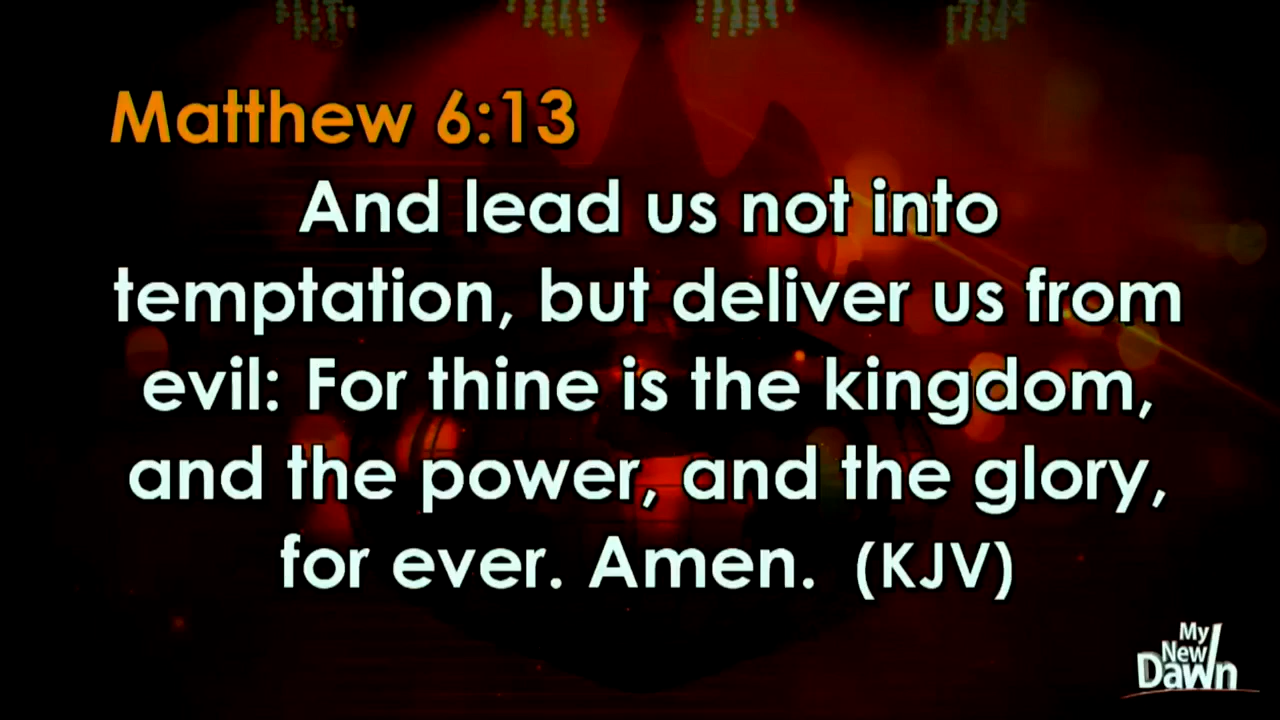 Matthew 6:13
And lead us not into
temptation, but deliver us from
evil: For thine is the kingdom,
and the power, and the glory,
for ever. Amen. (KJV)
My
New
Dawn